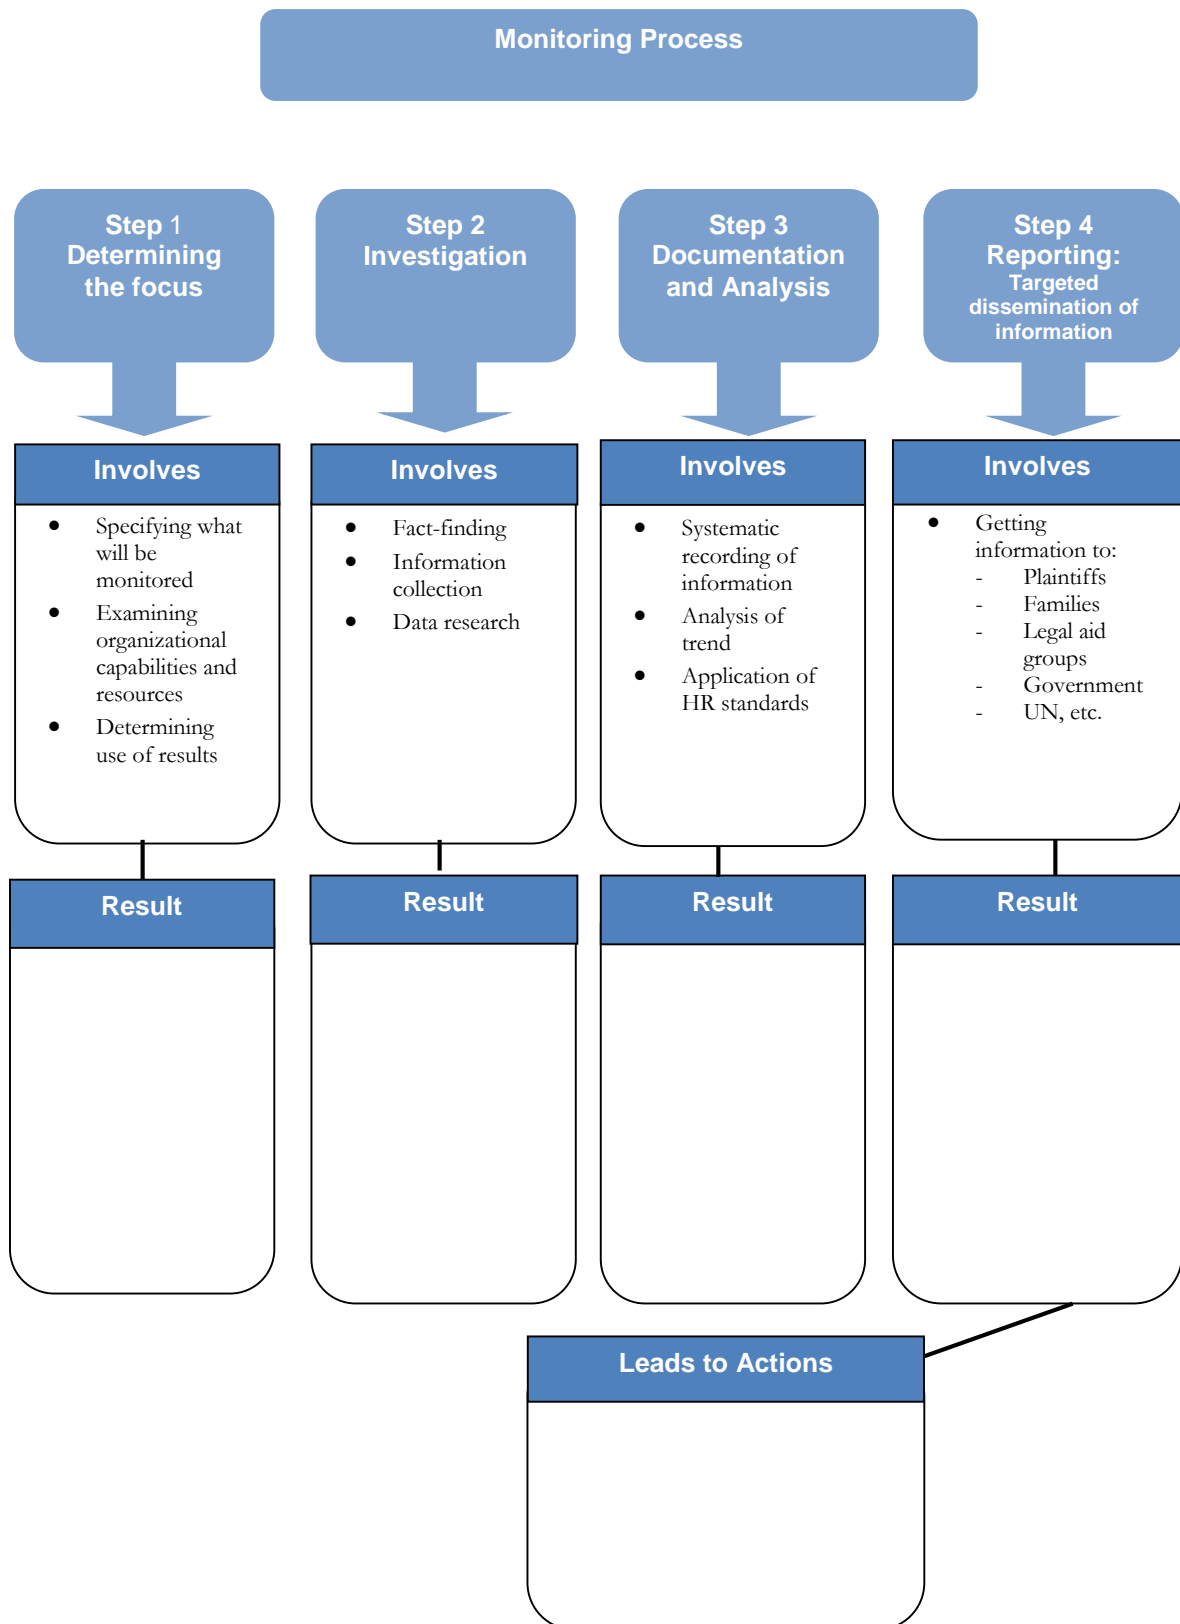 Monitoring Process
Step 1
Determining
the focus
Step 2
Investigation
Step 3
Documentation
and Analysis
Step 4
Reporting:
Targeted
dissemination of
information
Involves
• Specifying what
will be
monitored
• Examining
organizational
capabilities and
resources
• Determining
use of results
Involves
• Fact-finding
• Information
collection
• Data research
Involves
• Systematic
recording of
information
• Analysis of
trend
• Application of
HR standards
Involves
• Getting
information to:
- Plaintiffs
- Families
- Legal aid
groups
- Government
- UN, etc.
Result
Result
Result
Result
Leads to Actions